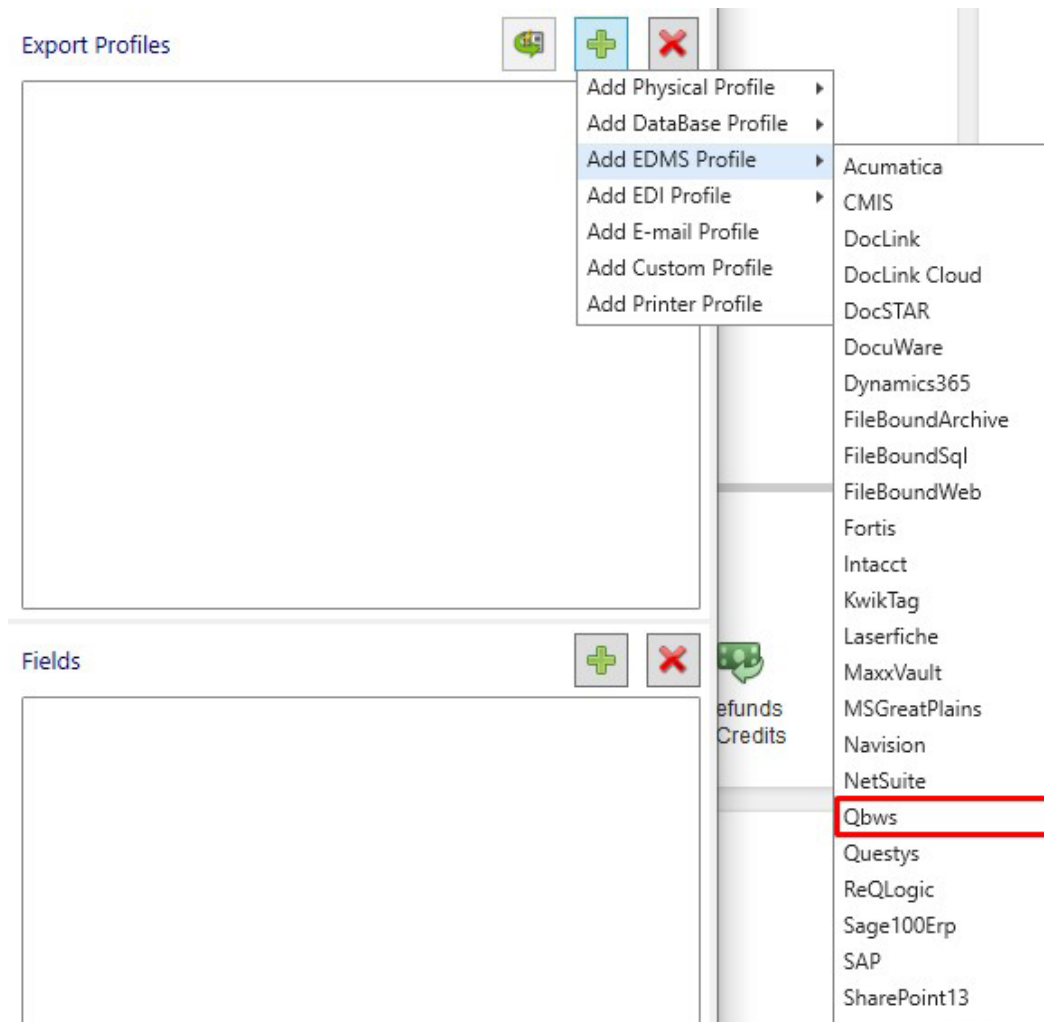 Export Profiles
Add Physical Profile
Add DataBase Profile
Add EDMS Profile
Add EDI Profile
Add E-mail Profile
Add Custom Profile
Add Printer Profile
Acumatica
CMIS
DocLink
DocLink Cloud
DocSTAR
DocuWare
Dynamics365
FileBoundArchive
FileBoundSql
FileBoundWeb
Fortis
Intacct
KwikTag
Laserfiche
MaxxVault
MSGreatPlains
Navision
NetSuite
Qbws
Questys
ReQLogic
Sage100Erp
SAP
SharePoint13
Fields
efunds
Credits